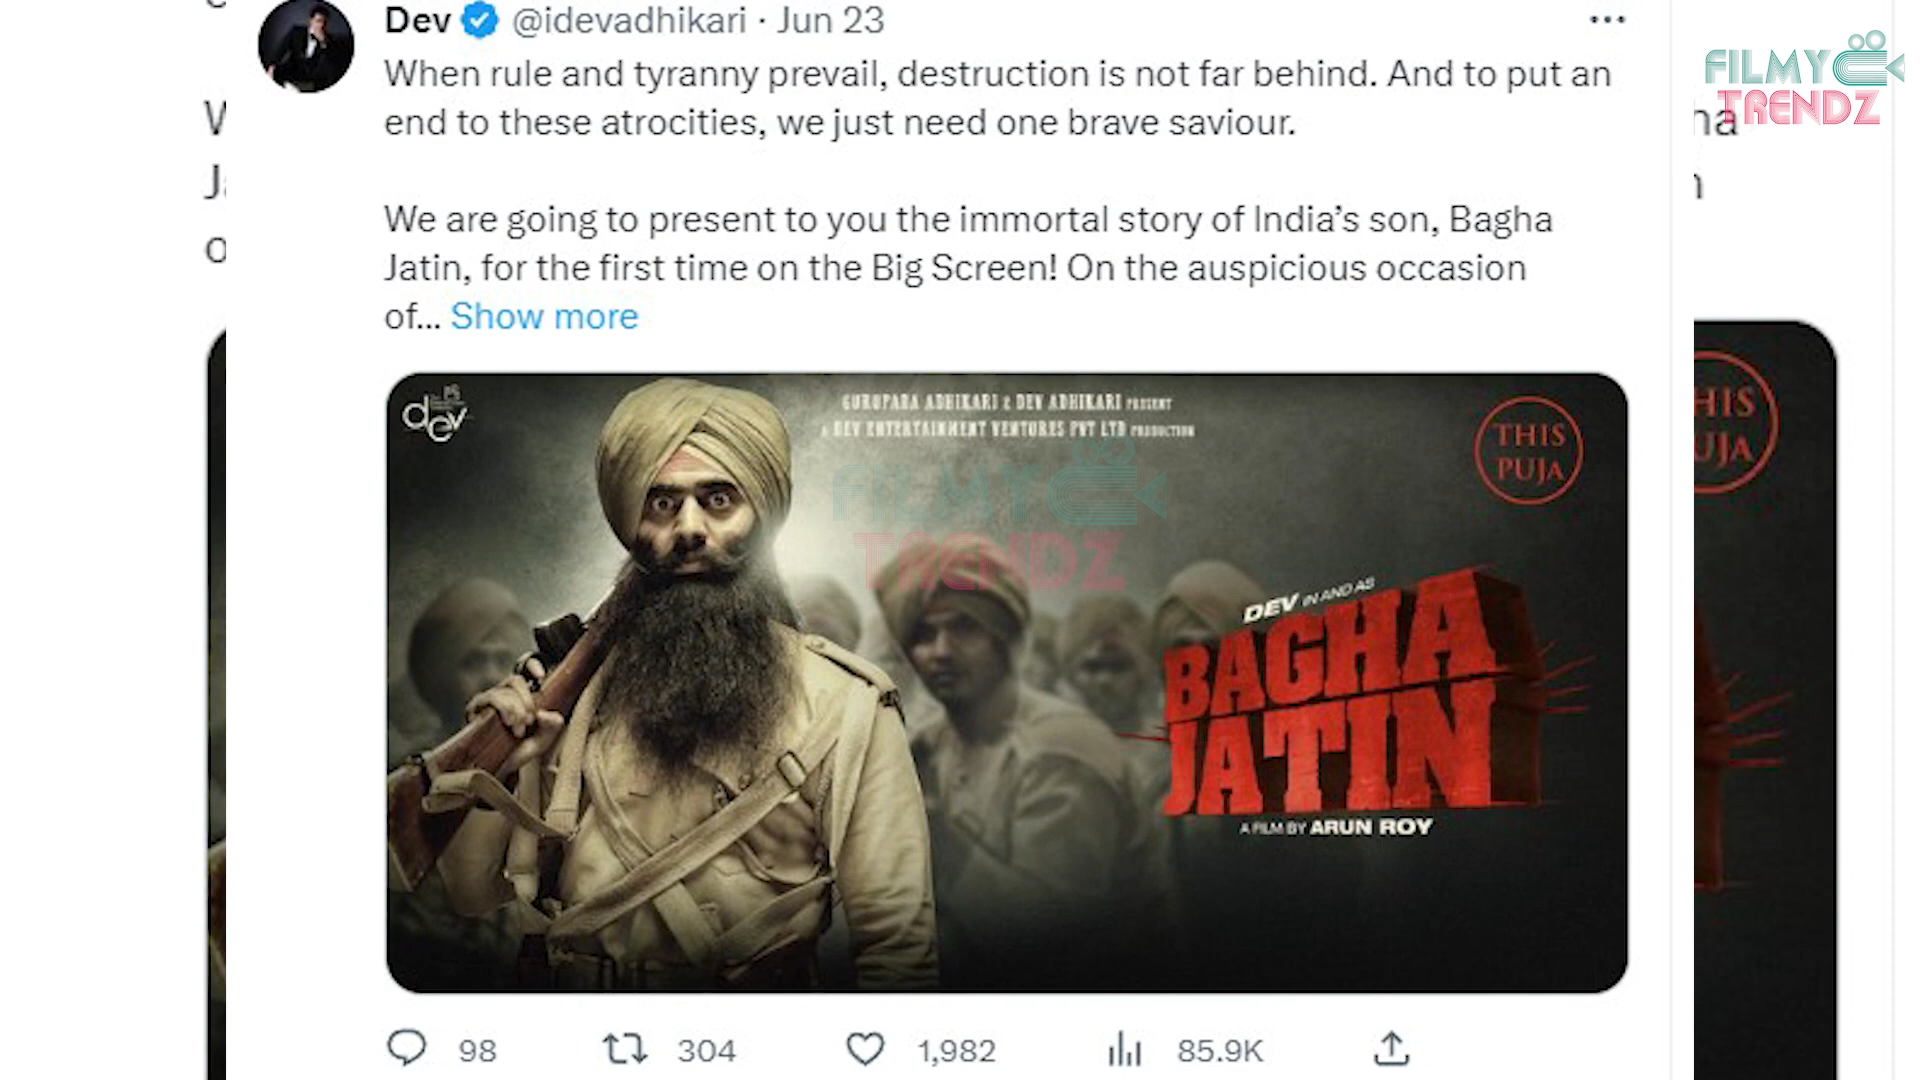 Dev @idevadhikari · Jun 23
When rule and tyranny prevail, destruction is not far behind. And to put an
end to these atrocities, we just need one brave saviour.
We are going to present to you the immortal story of India’s son, Bagha
Jatin, for the first time on the Big Screen! On the auspicious occasion
of... Show more
dev
GURUPADA ADHIKARI & DEV ADHIKARI PRESENT
A DEV ENTERTAINMENT VENTURES PVT LTD PRODUCTION
THIS
PUJA
FILMY
TRENDZ
DEV IN AND AS
BAGHA
JATIN
A FILM BY ARUN ROY
98 304 1,982 85.9K
FILMY
TRENDZ